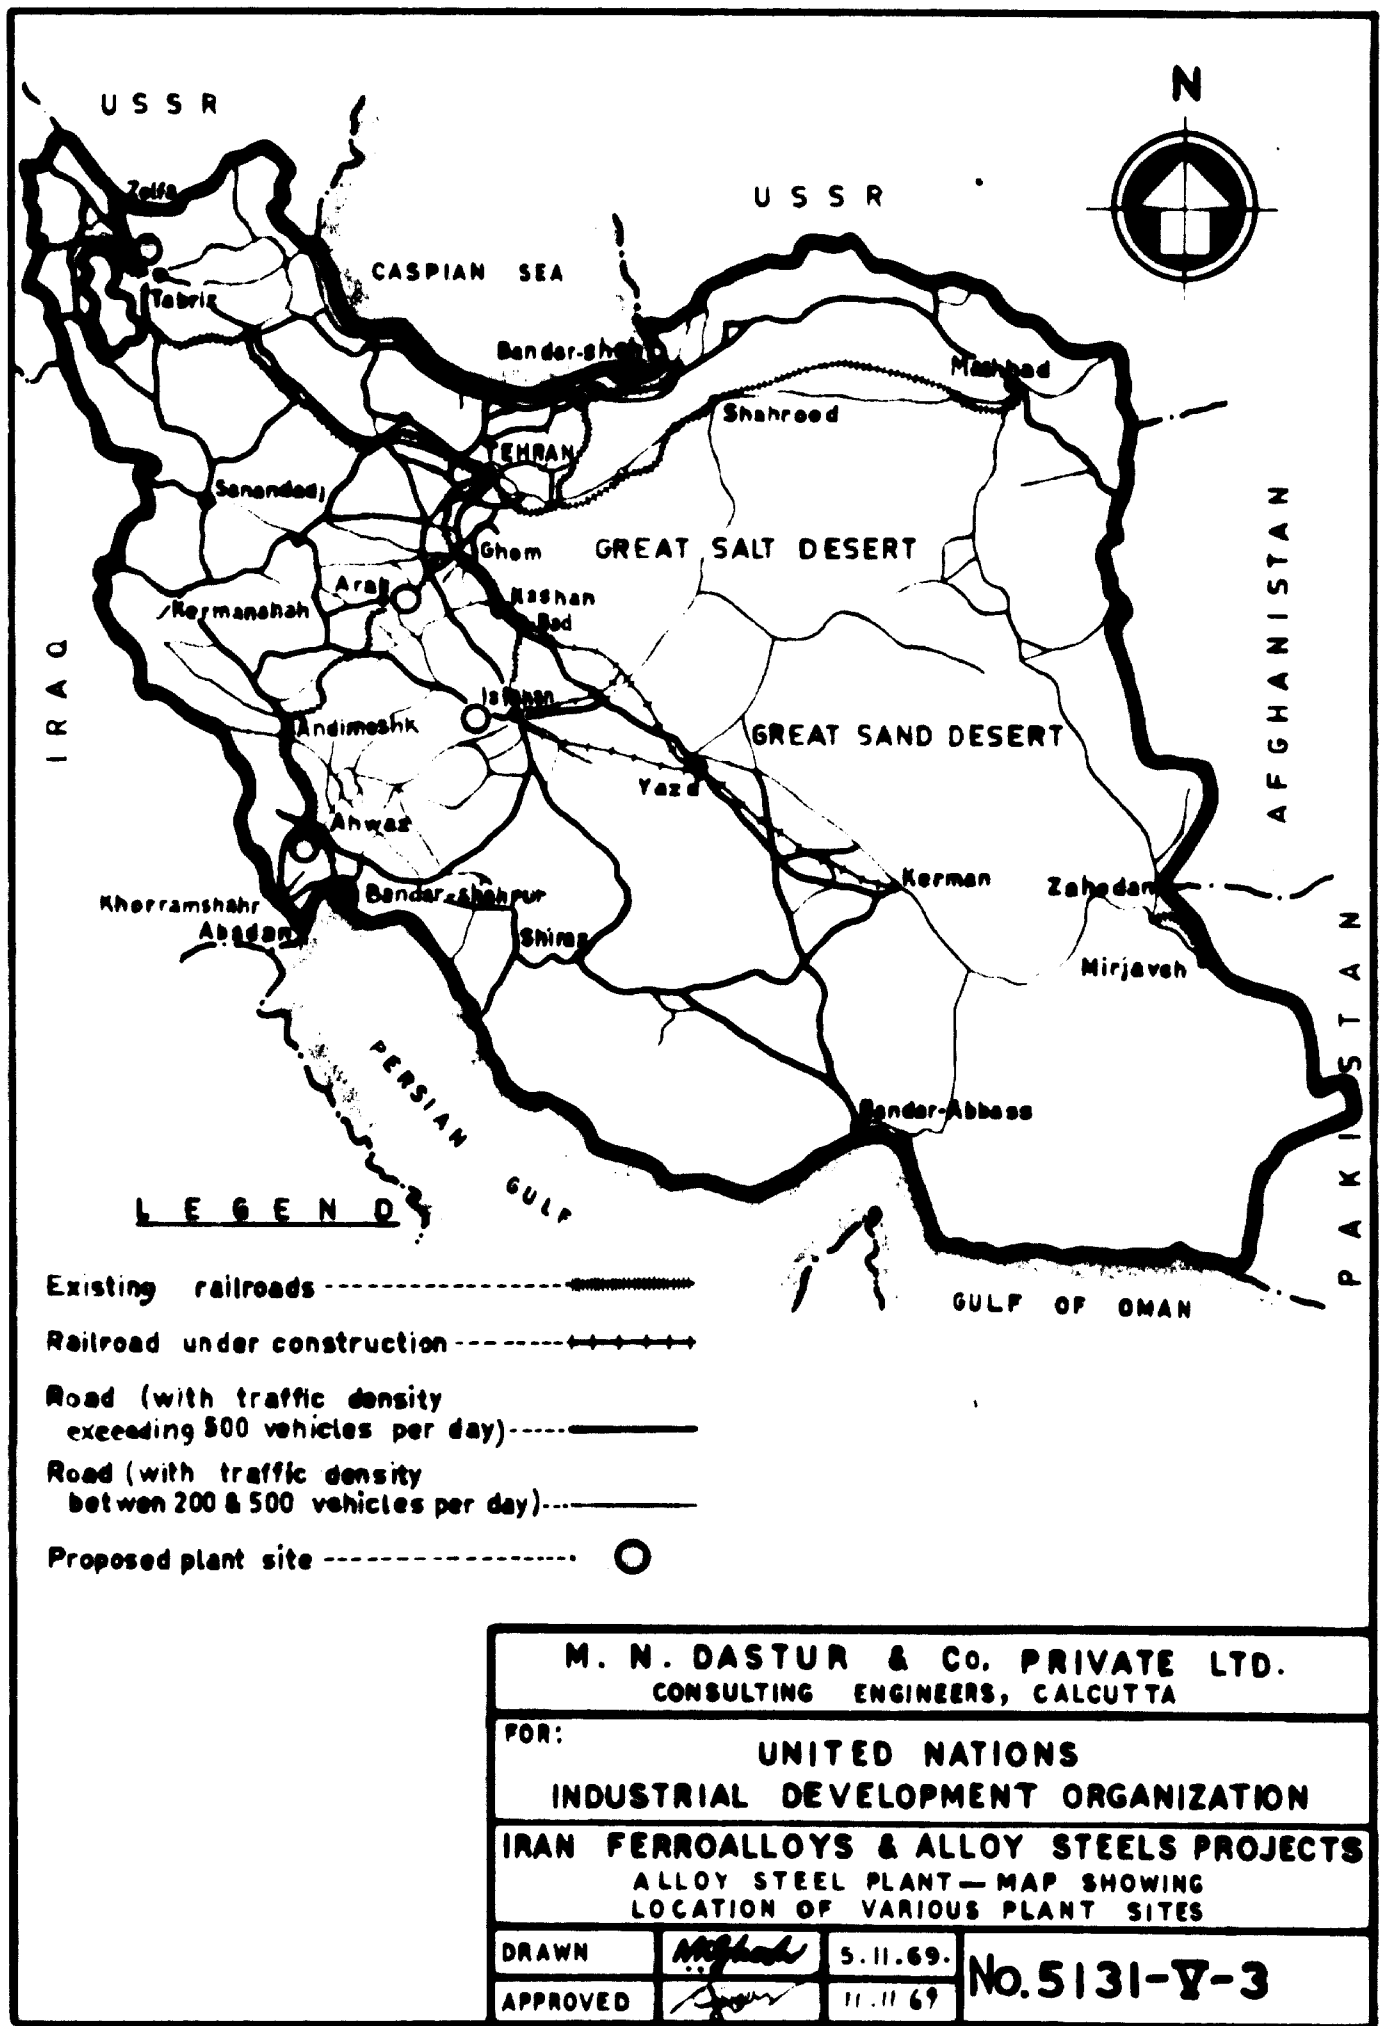 N
USSR
USSR
Zolfa
CASPIAN SEA
Tabriz
Bandar-shah
Mashhad
Shahrood
TEHRAN
Sanandadj
Ghom
GREAT SALT DESERT
Arak
Kashan
Kermanshah
Bad
IRAQ
AFGHANISTAN
Isfahan
Andimeshk
GREAT SAND DESERT
Yazd
Ahwaz
Kerman
Zahedan
Bandar-shahpur
Khorramshahr
Abadan
Shiraz
Mirjaveh
PAKISTAN
PERSIAN GULF
Bandar-Abbass
GULF OF OMAN
LEGEND
Existing railroads
Railroad under construction
Road (with traffic density
exceeding 500 vehicles per day)
Road (with traffic density
betwen 200 & 500 vehicles per day)
Proposed plant site
M. N. DASTUR & Co. PRIVATE LTD.
CONSULTING ENGINEERS, CALCUTTA
FOR:
UNITED NATIONS
INDUSTRIAL DEVELOPMENT ORGANIZATION
IRAN FERROALLOYS & ALLOY STEELS PROJECTS
ALLOY STEEL PLANT — MAP SHOWING
LOCATION OF VARIOUS PLANT SITES
DRAWN 5.11.69.
APPROVED 11.11 69
No. 5131-V-3